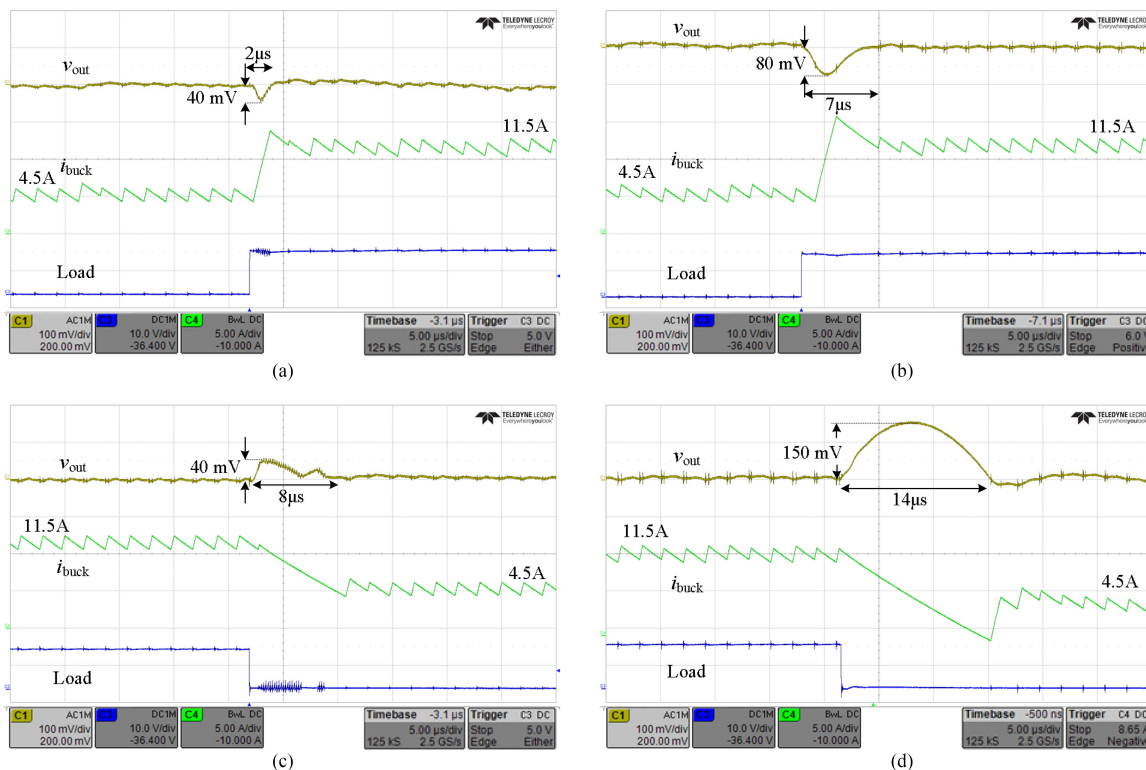 TELEDYNE LECROY
Everywhereyoulook
vout
2μs
40 mV
11.5A
ibuck
4.5A
Load
C1 AC1M
100 mV/div
200.00 mV
C3 DC1M
10.0 V/div
-36.400 V
C4 BwL DC
5.00 A/div
-10.000 A
Timebase -3.1 μs
5.00 μs/div
125 kS 2.5 GS/s
Trigger C3 DC
Stop 5.0 V
Edge Either
(a)
TELEDYNE LECROY
Everywhereyoulook
vout
80 mV
7μs
11.5A
ibuck
4.5A
Load
C1 AC1M
100 mV/div
200.00 mV
C3 DC1M
10.0 V/div
-36.400 V
C4 BwL DC
5.00 A/div
-10.000 A
Timebase -7.1 μs
5.00 μs/div
125 kS 2.5 GS/s
Trigger C3 DC
Stop 6.0 V
Edge Positiv
(b)
TELEDYNE LECROY
Everywhereyoulook
vout
40 mV
8μs
11.5A
ibuck
4.5A
Load
C1 AC1M
100 mV/div
200.00 mV
C3 DC1M
10.0 V/div
-36.400 V
C4 BwL DC
5.00 A/div
-10.000 A
Timebase -3.1 μs
5.00 μs/div
125 kS 2.5 GS/s
Trigger C3 DC
Stop 5.0 V
Edge Either
(c)
TELEDYNE LECROY
Everywhereyoulook
vout
150 mV
14μs
11.5A
ibuck
4.5A
Load
C1 AC1M
100 mV/div
200.00 mV
C3 DC1M
10.0 V/div
-36.400 V
C4 BwL DC
5.00 A/div
-10.000 A
Timebase -500 ns
5.00 μs/div
125 kS 2.5 GS/s
Trigger C4 DC
Stop 8.65 A
Edge Negative
(d)